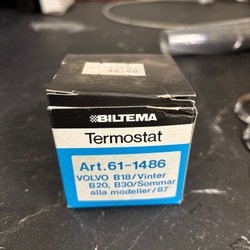 BILTEMA
Termostat
Art.61-1486
VOLVO B18/Vinter
B20, B30/Sommar
alla modeller/87°